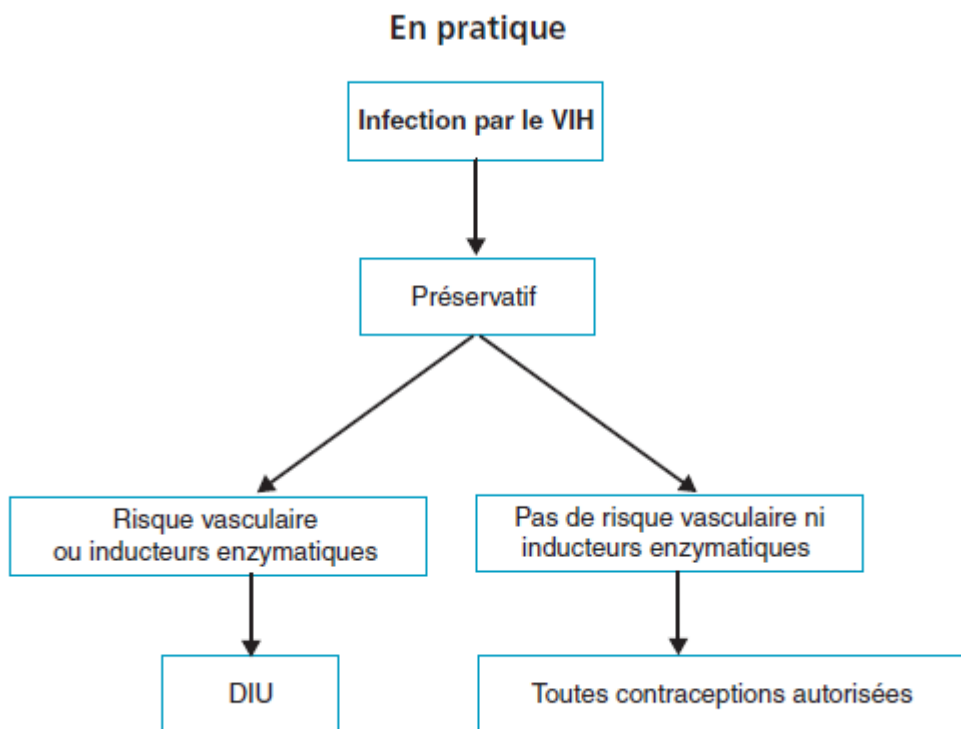 En pratique
Infection par le VIH
Préservatif
Risque vasculaire
ou inducteurs enzymatiques
Pas de risque vasculaire ni
inducteurs enzymatiques
DIU
Toutes contraceptions autorisées